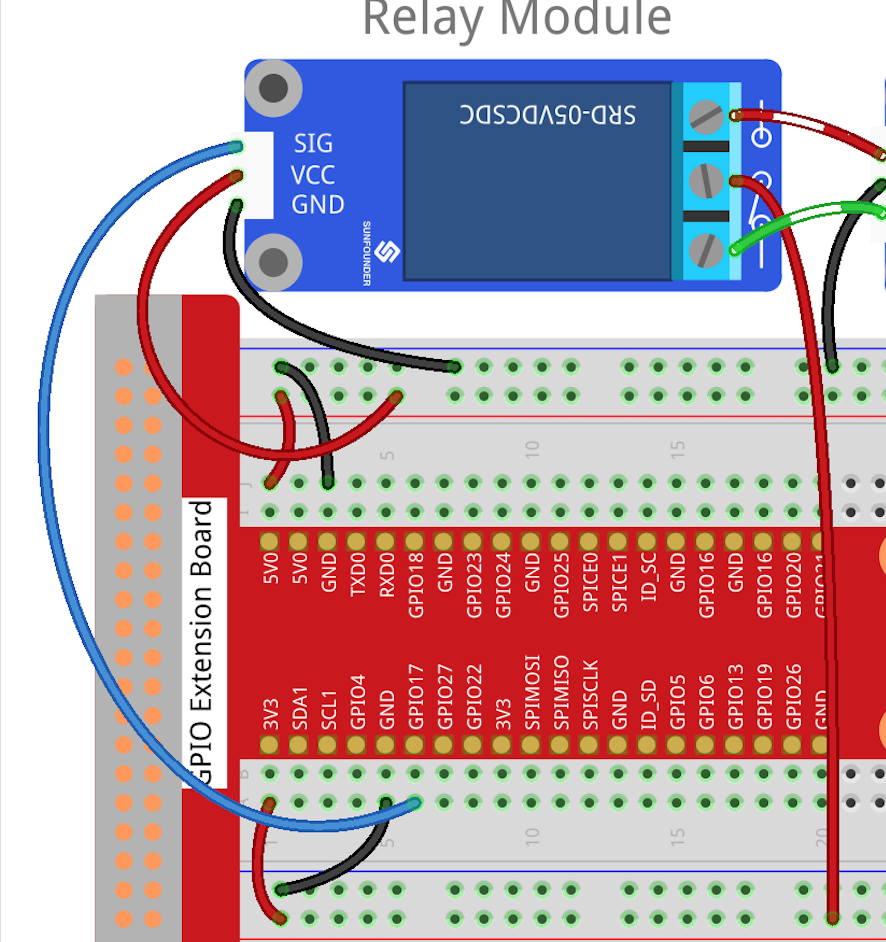 Relay Module
SIG
VCC
GND
SRD-05VDCSDC
SUNFOUNDER
5
10
15
J
I
GPIO Extension Board
5V0 5V0 GND TXD0 RXD0 GPIO18 GND GPIO23 GPIO24 GND GPIO25 SPICE0 SPICE1 ID_SC GND GPIO16 GND GPIO16 GPIO20 GPIO21
3V3 SDA1 SCL1 GPIO4 GND GPIO17 GPIO27 GPIO22 3V3 SPIMOSI SPIMISO SPISCLK GND ID_SD GPIO5 GPIO6 GPIO13 GPIO19 GPIO26 GND
B
A
1
5
10
15
20